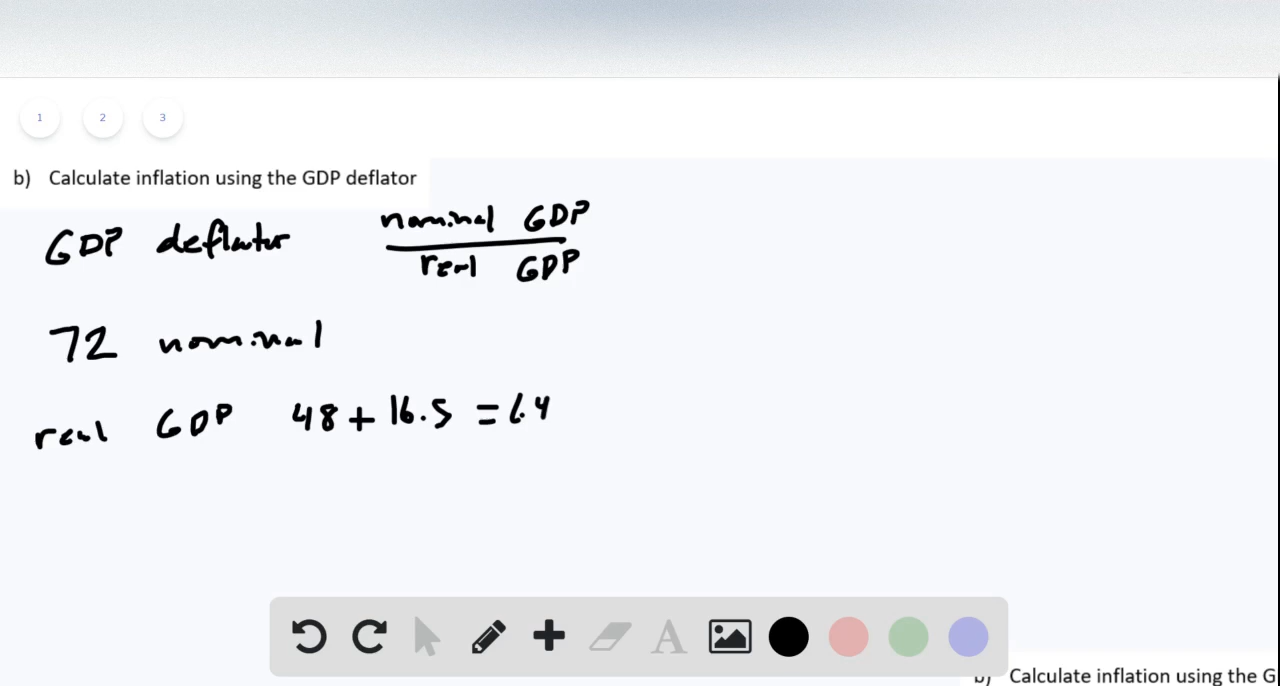 1 2 3
b) Calculate inflation using the GDP deflator
GDP deflator nominal GDP
real GDP
72 nominal
real GDP 48 + 16.5 = 64
A
b) Calculate inflation using the G